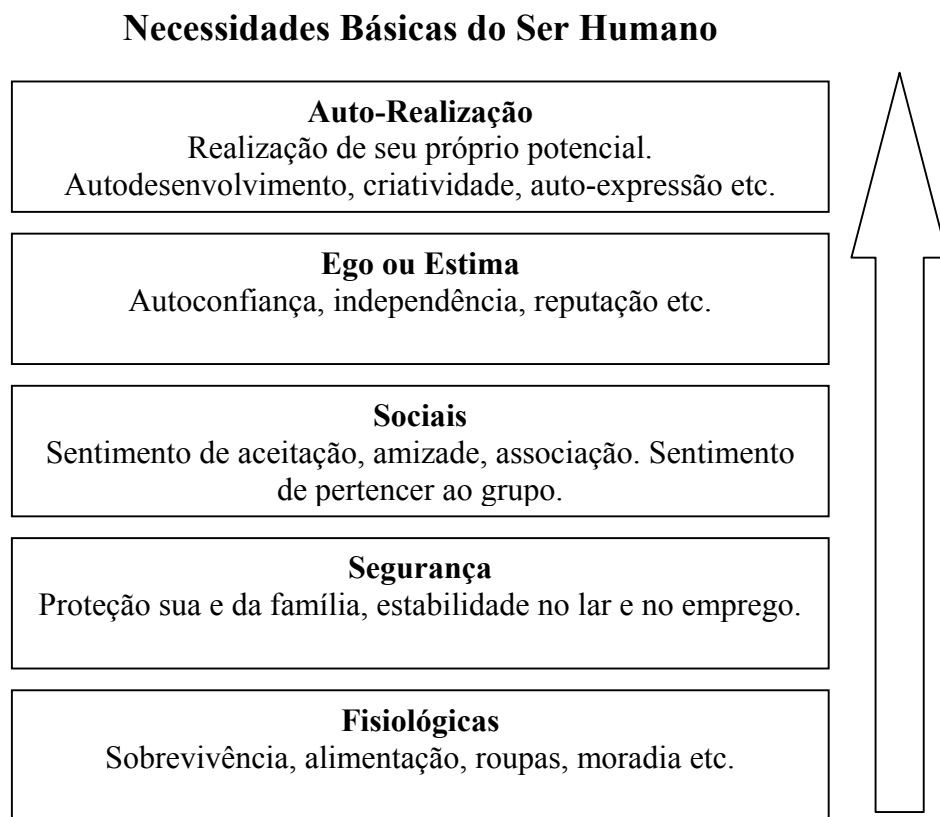 Necessidades Básicas do Ser Humano
Auto-Realização
Realização de seu próprio potencial.
Autodesenvolvimento, criatividade, auto-expressão etc.
Ego ou Estima
Autoconfiança, independência, reputação etc.
Sociais
Sentimento de aceitação, amizade, associação. Sentimento
de pertencer ao grupo.
Segurança
Proteção sua e da família, estabilidade no lar e no emprego.
Fisiológicas
Sobrevivência, alimentação, roupas, moradia etc.